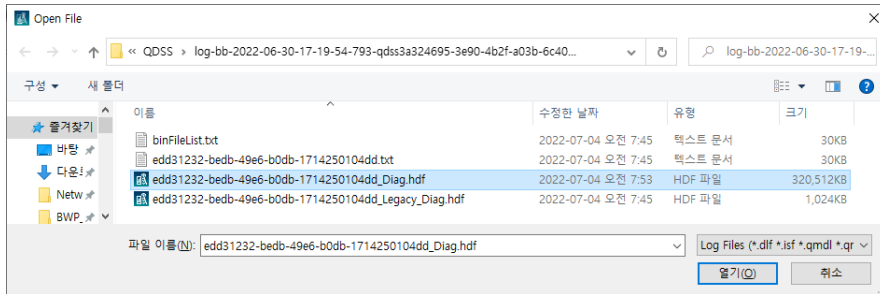 Open File
« QDSS › log-bb-2022-06-30-17-19-54-793-qdss3a324695-3e90-4b2f-a03b-6c40...
log-bb-2022-06-30-17-19-...
구성 새 폴더
이름 수정한 날짜 유형 크기
즐겨찾기
바탕
다운로
Netw
BWP_
binFileList.txt 2022-07-04 오전 7:45 텍스트 문서 30KB
edd31232-bedb-49e6-b0db-1714250104dd.txt 2022-07-04 오전 7:45 텍스트 문서 30KB
edd31232-bedb-49e6-b0db-1714250104dd_Diag.hdf 2022-07-04 오전 7:53 HDF 파일 320,512KB
edd31232-bedb-49e6-b0db-1714250104dd_Legacy_Diag.hdf 2022-07-04 오전 7:45 HDF 파일 1,024KB
파일 이름(N): edd31232-bedb-49e6-b0db-1714250104dd_Diag.hdf
Log Files (*.dlf *.isf *.qmdl *.qr
열기(O) 취소